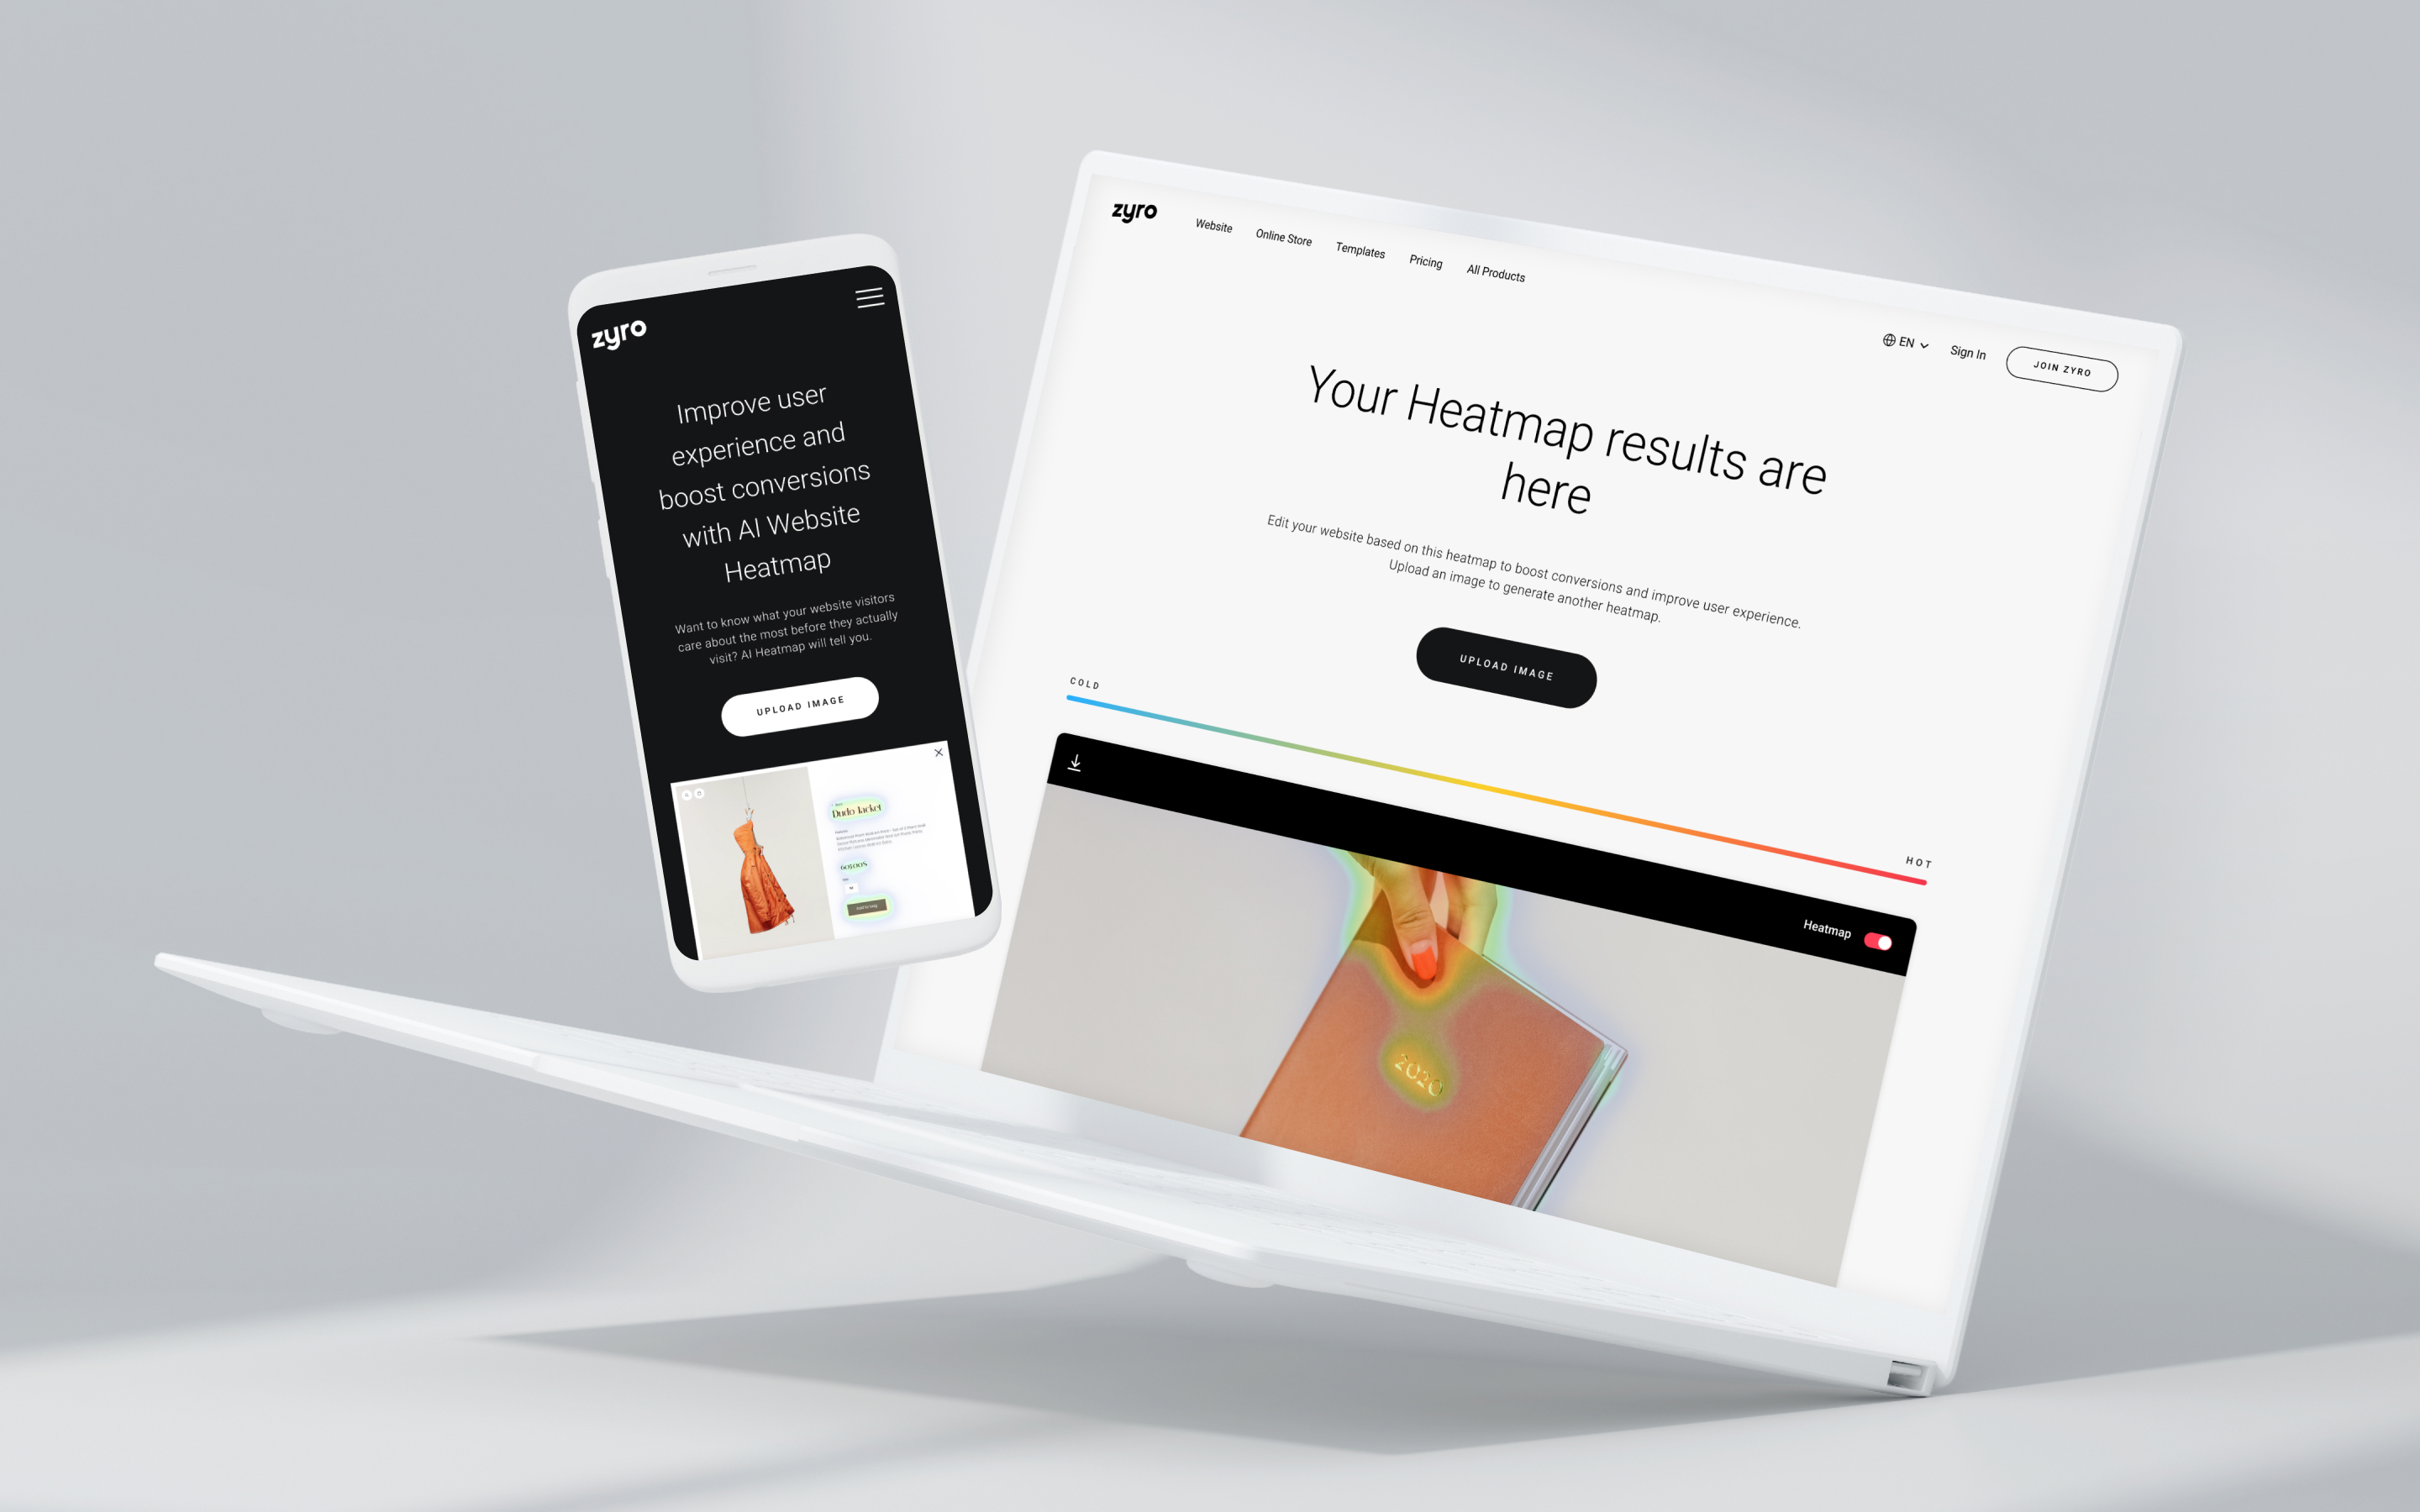 zyro
Improve user
experience and
boost conversions
with AI Website
Heatmap
Want to know what your website visitors
care about the most before they actually
visit? AI Heatmap will tell you.
UPLOAD IMAGE
Dudo Jacket
zyro
Website
Online Store
Templates
Pricing
All Products
EN
Sign In
JOIN ZYRO
Your Heatmap results are
here
Edit your website based on this heatmap to boost conversions and improve user experience.
Upload an image to generate another heatmap.
UPLOAD IMAGE
COLD
HOT
Heatmap
2020